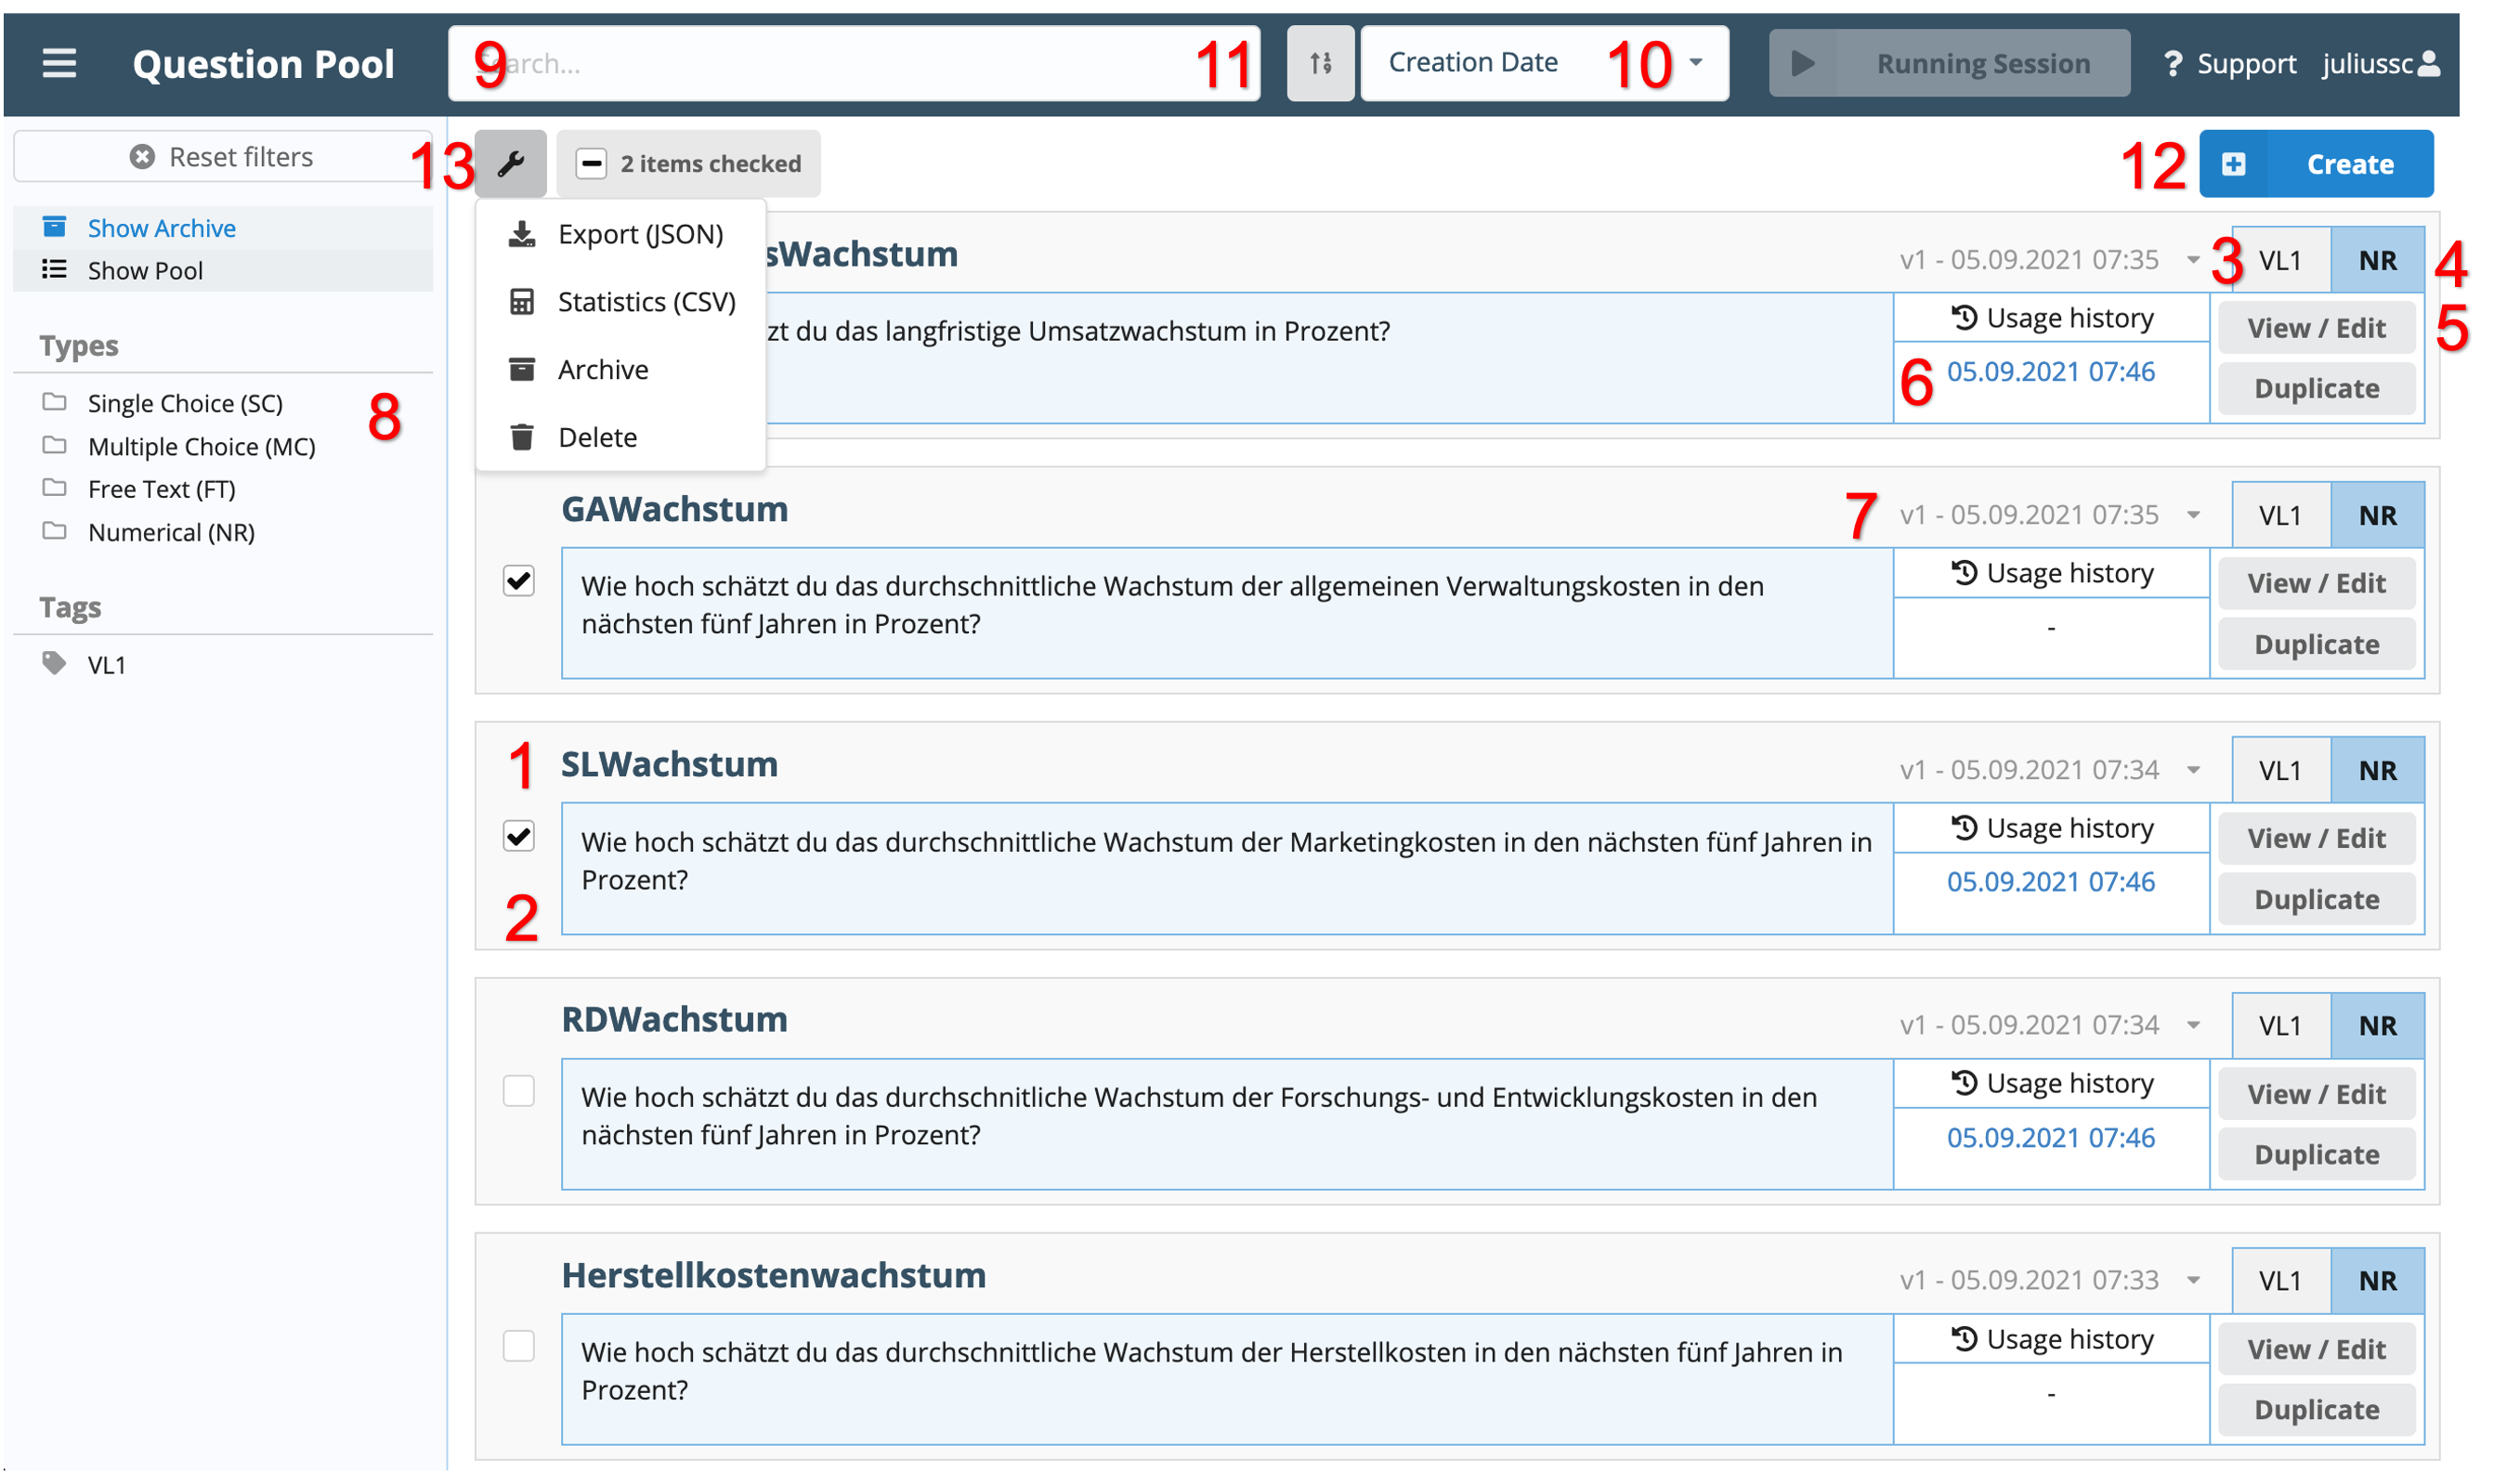 Question Pool
9
arch...
11
Creation Date
10
Running Session
? Support
juliussc
Reset filters
Show Archive
Show Pool
Types
Single Choice (SC)
8
Multiple Choice (MC)
Free Text (FT)
Numerical (NR)
Tags
VL1
13
2 items checked
12
Create
Export (JSON)
Statistics (CSV)
Archive
Delete
sWachstum
v1 - 05.09.2021 07:35
3
VL1
NR
4
zt du das langfristige Umsatzwachstum in Prozent?
Usage history
6
05.09.2021 07:46
View / Edit
5
Duplicate
GAWachstum
7
v1 - 05.09.2021 07:35
VL1
NR
Wie hoch schätzt du das durchschnittliche Wachstum der allgemeinen Verwaltungskosten in den
nächsten fünf Jahren in Prozent?
Usage history
-
View / Edit
Duplicate
1
SLWachstum
v1 - 05.09.2021 07:34
VL1
NR
2
Wie hoch schätzt du das durchschnittliche Wachstum der Marketingkosten in den nächsten fünf Jahren in
Prozent?
Usage history
05.09.2021 07:46
View / Edit
Duplicate
RDWachstum
v1 - 05.09.2021 07:34
VL1
NR
Wie hoch schätzt du das durchschnitliche Wachstum der Forschungs- und Entwicklungskosten in den
nächsten fünf Jahren in Prozent?
Usage history
05.09.2021 07:46
View / Edit
Duplicate
Herstellkostenwachstum
v1 - 05.09.2021 07:33
VL1
NR
Wie hoch schätzt du das durchschnittliche Wachstum der Herstellkosten in den nächsten fünf Jahren in
Prozent?
Usage history
-
View / Edit
Duplicate